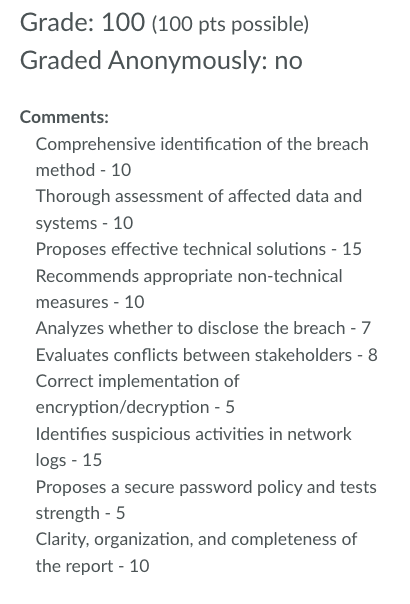 Grade: 100 (100 pts possible)
Graded Anonymously: no
Comments:
Comprehensive identification of the breach
method - 10
Thorough assessment of affected data and
systems - 10
Proposes effective technical solutions - 15
Recommends appropriate non-technical
measures - 10
Analyzes whether to disclose the breach - 7
Evaluates conflicts between stakeholders - 8
Correct implementation of
encryption/decryption - 5
Identifies suspicious activities in network
logs - 15
Proposes a secure password policy and tests
strength - 5
Clarity, organization, and completeness of
the report - 10